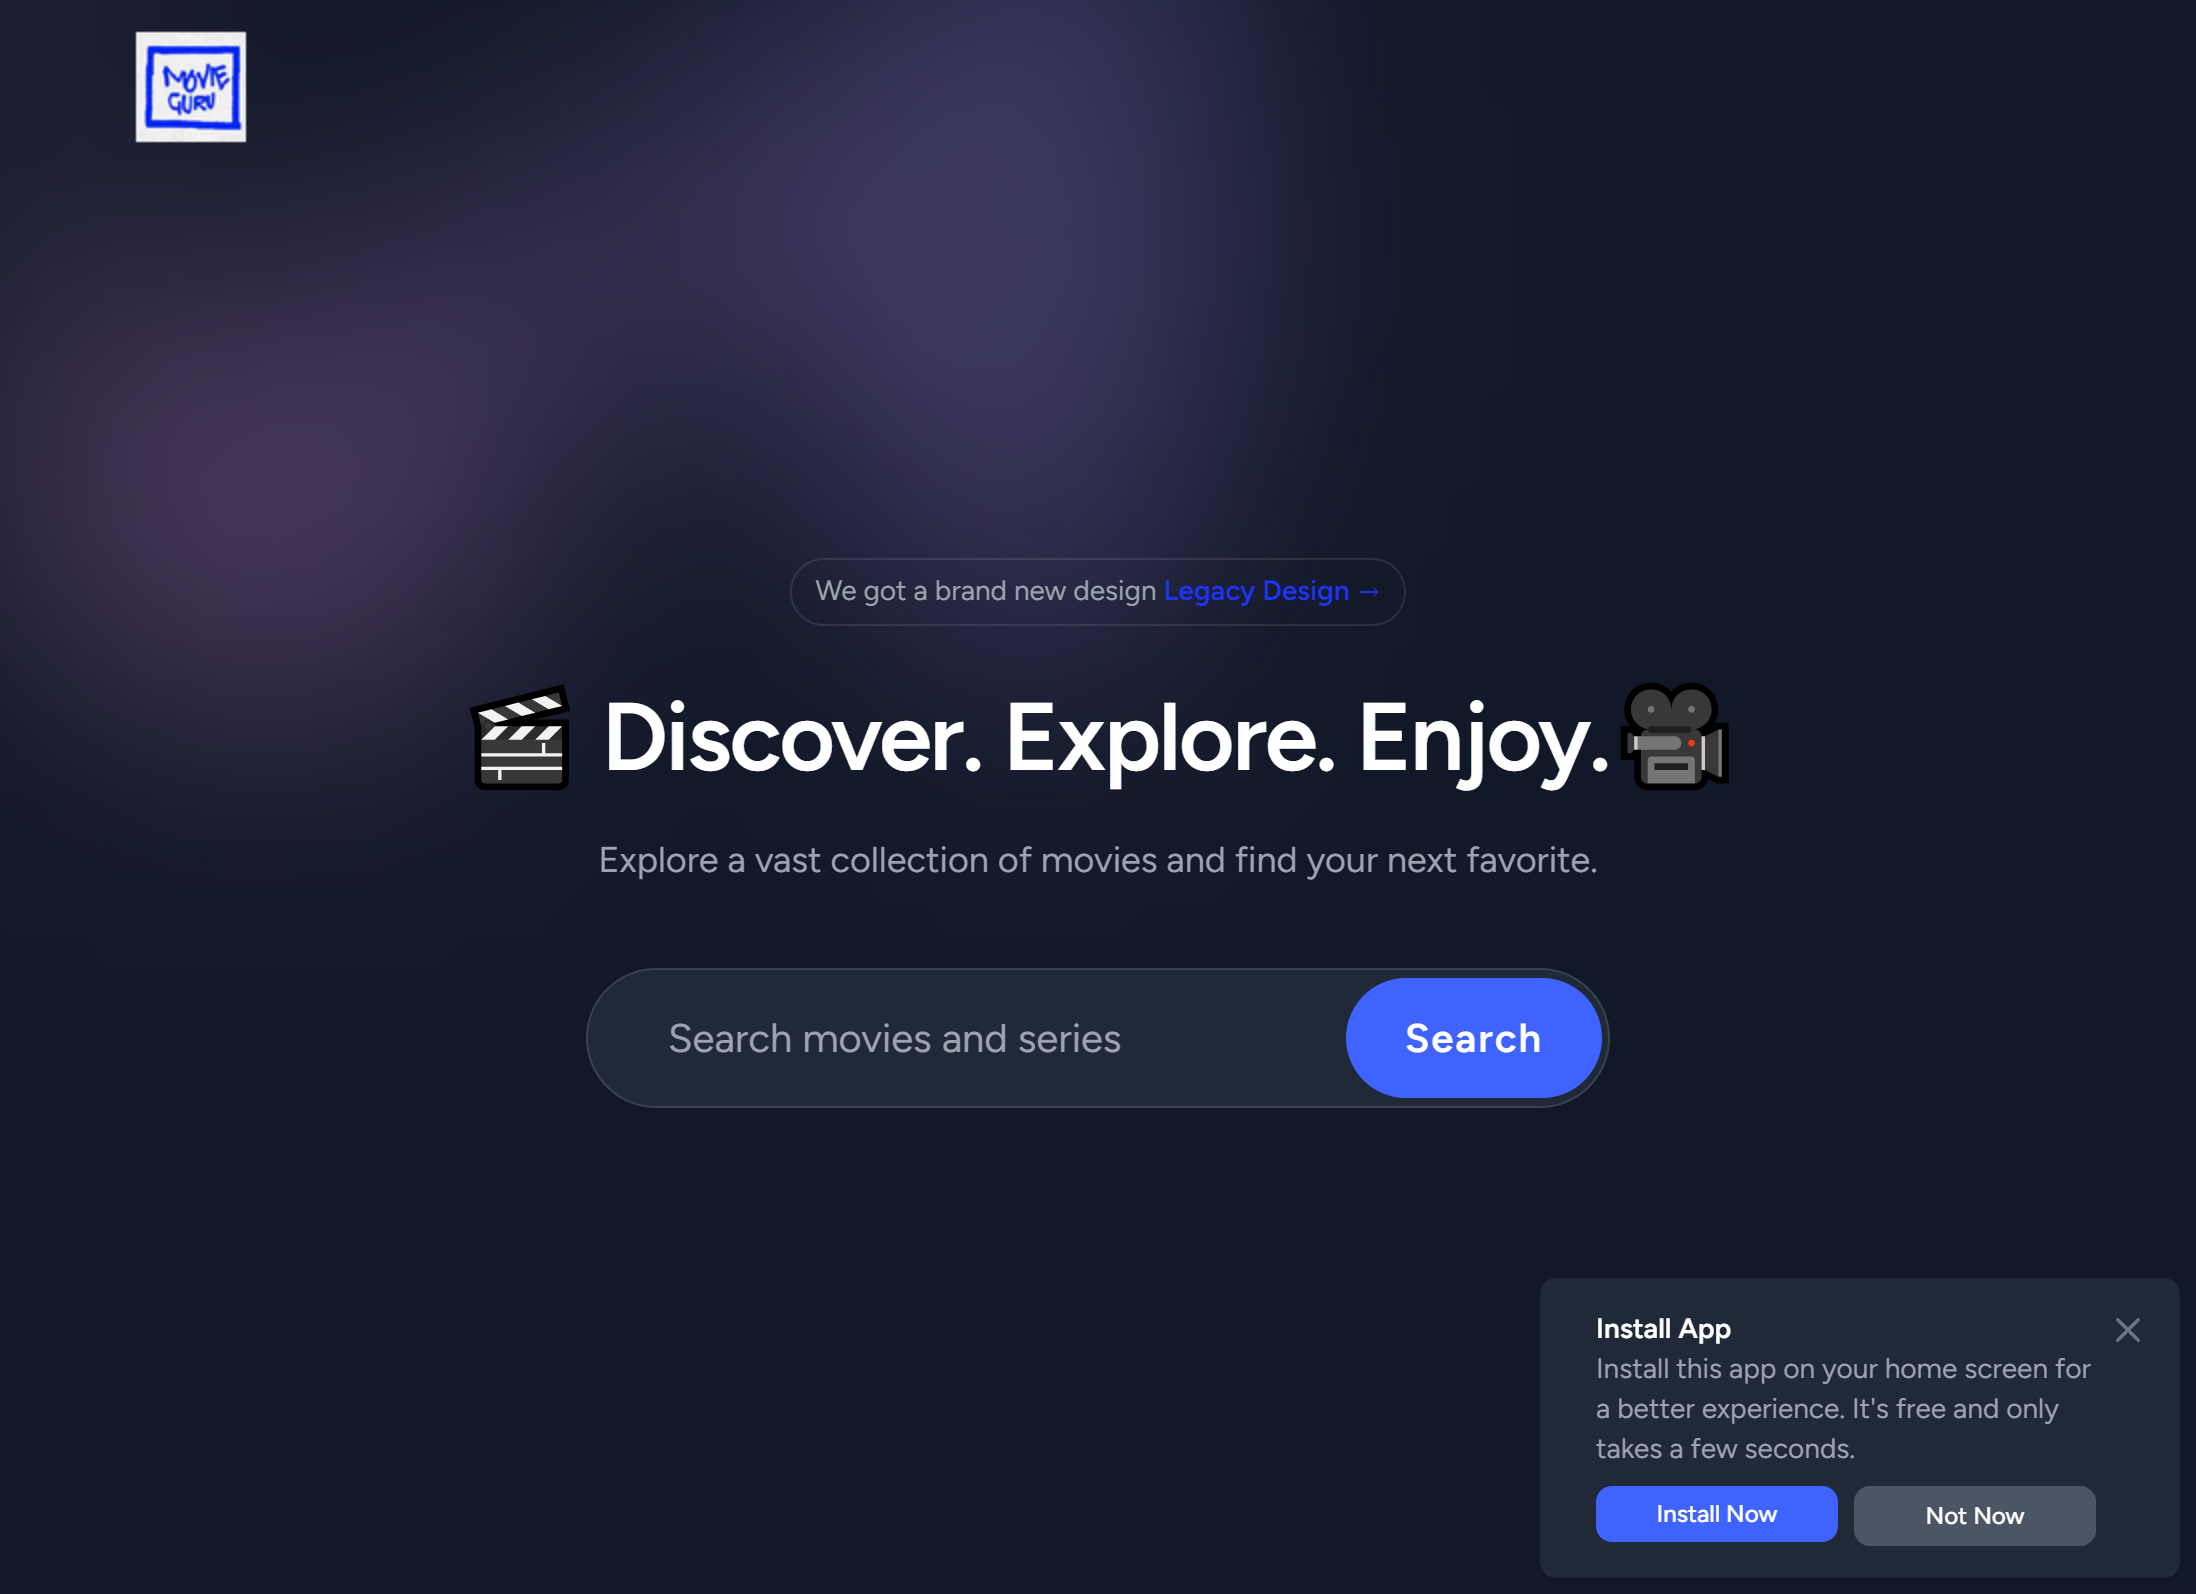 MOVIE
GURU
We got a brand new design Legacy Design →
Discover. Explore. Enjoy.
Explore a vast collection of movies and find your next favorite.
Search movies and series
Search
Install App
Install this app on your home screen for
a better experience. It's free and only
takes a few seconds.
Install Now
Not Now